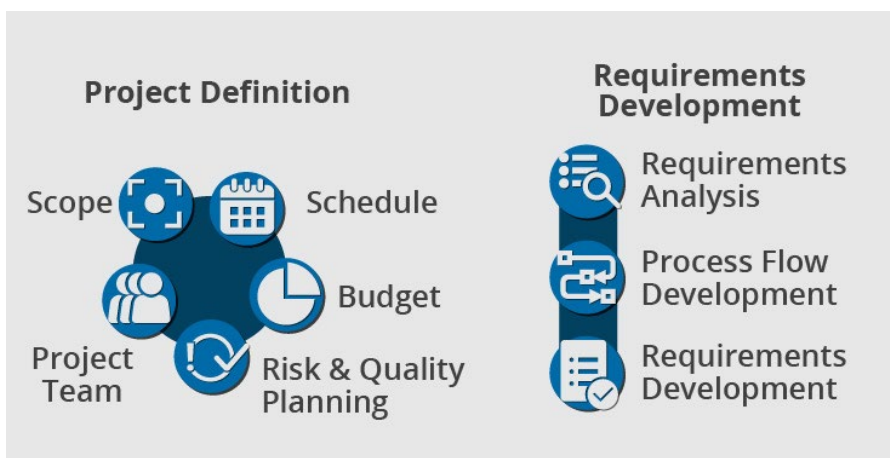 Project Definition
Scope
Schedule
Budget
Risk & Quality
Planning
Project
Team
Requirements
Development
Requirements
Analysis
Process Flow
Development
Requirements
Development